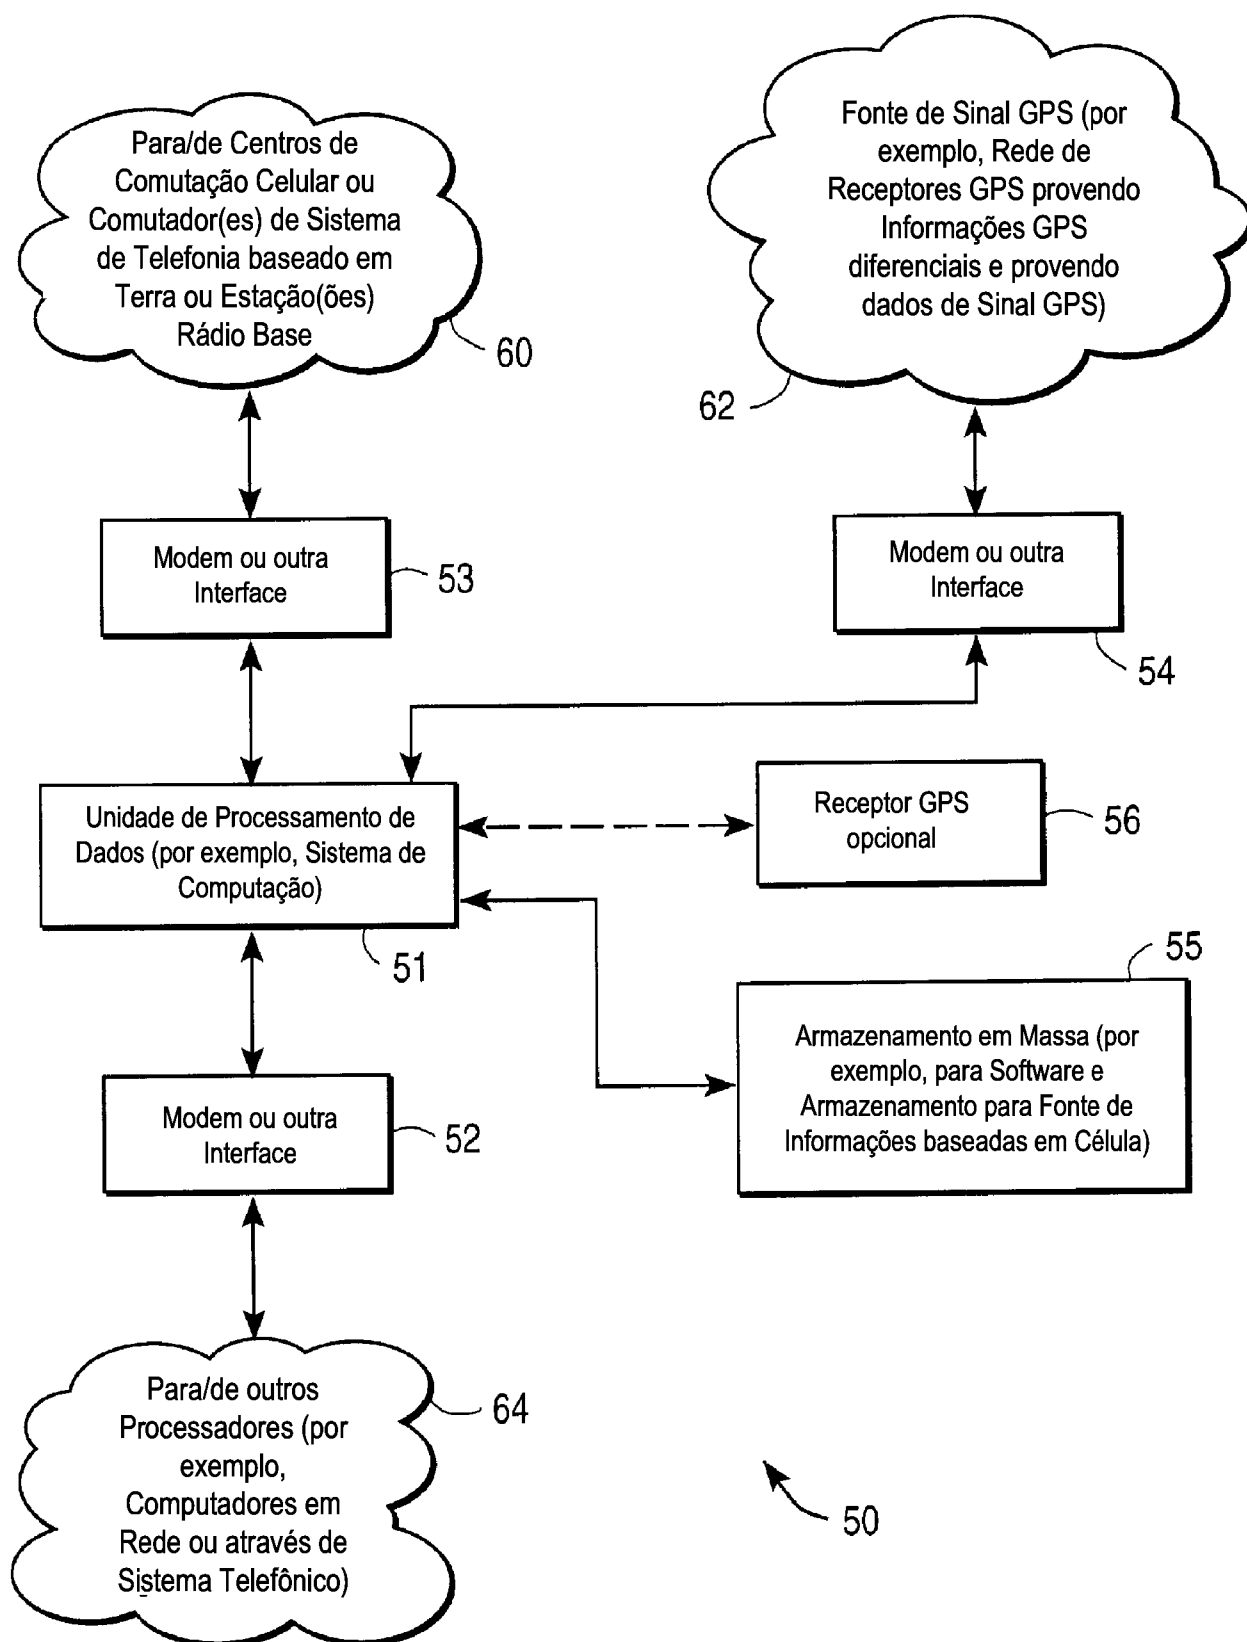 Para/de Centros de
Comutação Celular ou
Comutador(es) de Sistema
de Telefonia baseado em
Terra ou Estação(ões)
Rádio Base
60
Fonte de Sinal GPS (por
exemplo, Rede de
Receptores GPS provendo
Informações GPS
diferenciais e provendo
dados de Sinal GPS)
62
Modem ou outra
Interface
53
Modem ou outra
Interface
54
Unidade de Processamento de
Dados (por exemplo, Sistema de
Computação)
51
Receptor GPS
opcional
56
55
Armazenamento em Massa (por
exemplo, para Software e
Armazenamento para Fonte de
Informações baseadas em Célula)
Modem ou outra
Interface
52
Para/de outros
Processadores (por
exemplo,
Computadores em
Rede ou através de
Sistema Telefônico)
64
50